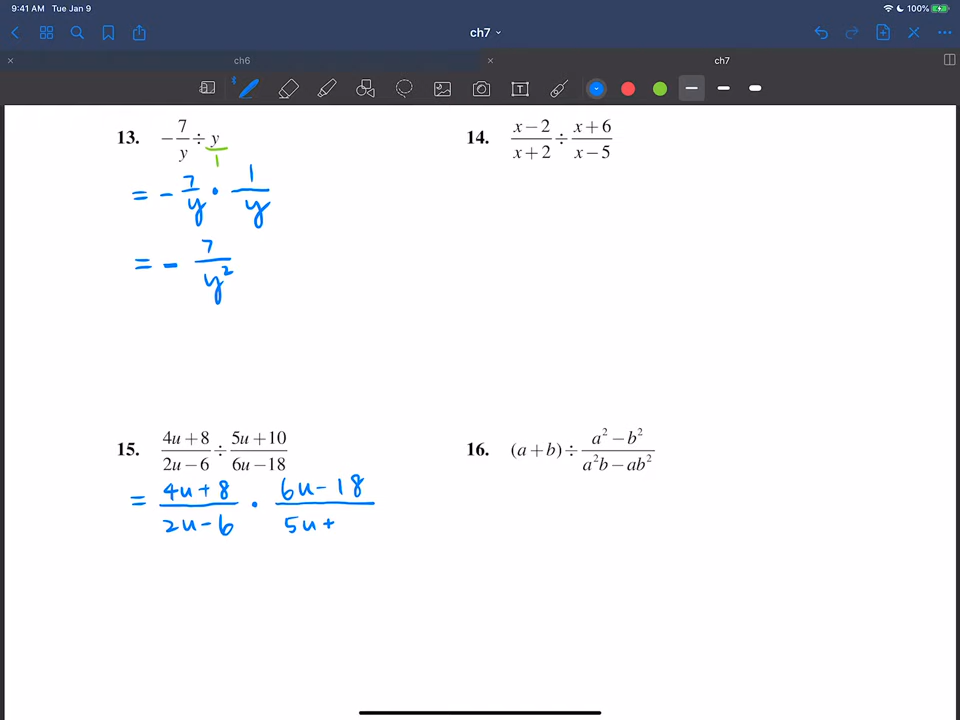 9:41 AM Tue Jan 9 100%
ch7
ch6 ch7
13. −7/y ÷ y/1
= −7/y · 1/y
= −7/y²
14. (x−2)/(x+2) ÷ (x+6)/(x−5)
15. (4u+8)/(2u−6) ÷ (5u+10)/(6u−18)
= (4u+8)/(2u−6) · (6u−18)/(5u+
16. (a+b) ÷ (a²−b²)/(a²b−ab²)